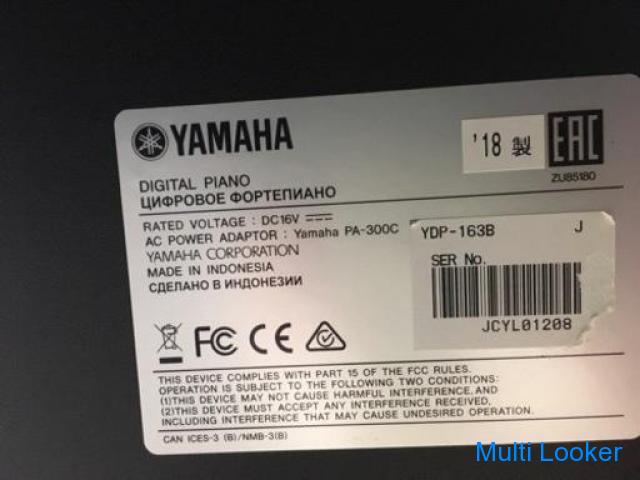 YAMAHA
'18 製
EAC
ZU85180
DIGITAL PIANO
ЦИФРОВОЕ ФОРТЕПИАНО
RATED VOLTAGE : DC16V
AC POWER ADAPTOR : Yamaha PA-300C
YAMAHA CORPORATION
MADE IN INDONESIA
СДЕЛАНО В ИНДОНЕЗИИ
YDP-163B J
SER No.
JCYL01208
FC CE
THIS DEVICE COMPLIES WITH PART 15 OF THE FCC RULES.
OPERATION IS SUBJECT TO THE FOLLOWING TWO CONDITIONS:
(1)THIS DEVICE MAY NOT CAUSE HARMFUL INTERFERENCE, AND
(2)THIS DEVICE MUST ACCEPT ANY INTERFERENCE RECEIVED,
INCLUDING INTERFERENCE THAT MAY CAUSE UNDESIRED OPERATION.
CAN ICES-3 (B)/NMB-3(B)
Multi Looker